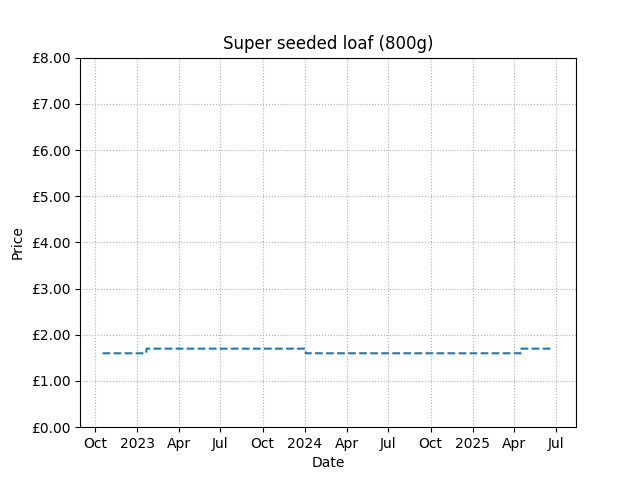 Super seeded loaf (800g)
£8.00
£7.00
£6.00
£5.00
£4.00
£3.00
£2.00
£1.00
£0.00
Price
Oct 2023 Apr Jul Oct 2024 Apr Jul Oct 2025 Apr Jul
Date